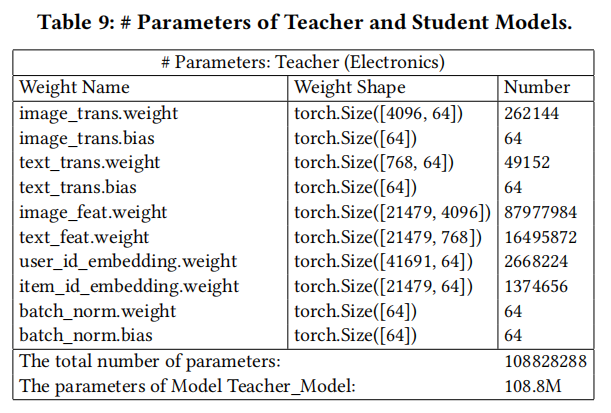 Table 9: # Parameters of Teacher and Student Models.
# Parameters: Teacher (Electronics)
Weight Name Weight Shape Number
image_trans.weight torch.Size([4096, 64]) 262144
image_trans.bias torch.Size([64]) 64
text_trans.weight torch.Size([768, 64]) 49152
text_trans.bias torch.Size([64]) 64
image_feat.weight torch.Size([21479, 4096]) 87977984
text_feat.weight torch.Size([21479, 768]) 16495872
user_id_embedding.weight torch.Size([41691, 64]) 2668224
item_id_embedding.weight torch.Size([21479, 64]) 1374656
batch_norm.weight torch.Size([64]) 64
batch_norm.bias torch.Size([64]) 64
The total number of parameters: 108828288
The parameters of Model Teacher_Model: 108.8M